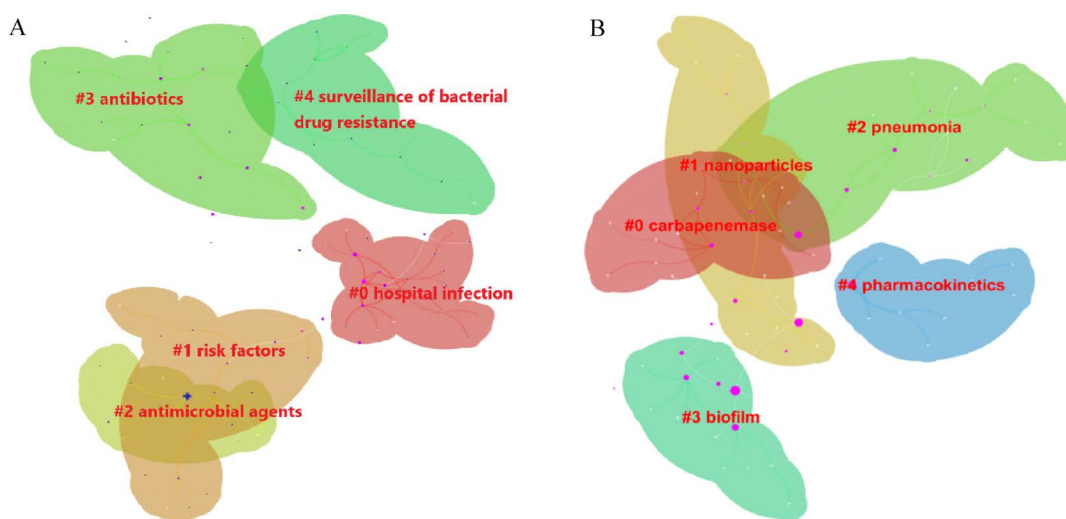 A
#3 antibiotics
#4 surveillance of bacterial
drug resistance
#0 hospital infection
#1 risk factors
#2 antimicrobial agents
B
#2 pneumonia
#1 nanoparticles
#0 carbapenemase
#4 pharmacokinetics
#3 biofilm